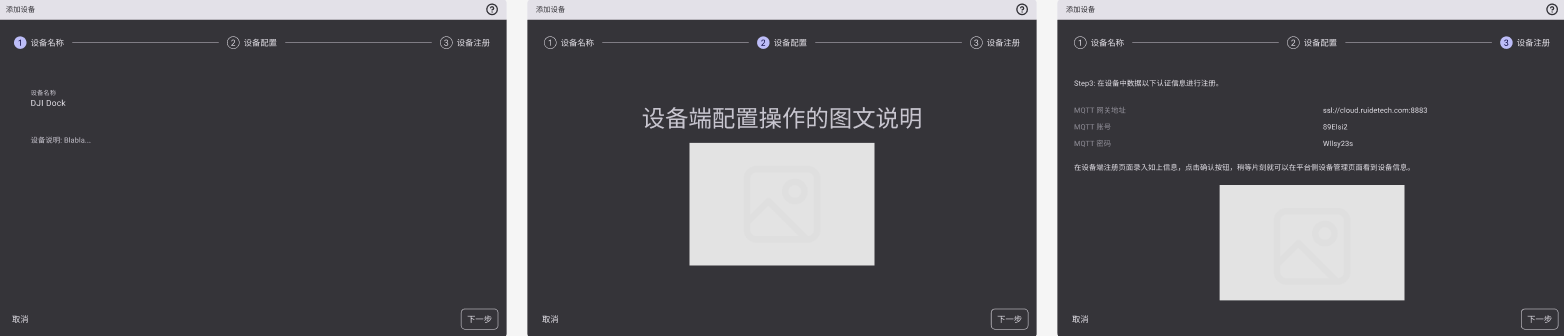 添加设备
?
1 设备名称
2 设备配置
3 设备注册
设备名称
DJI Dock
设备说明: Blabla...
取消
下一步
添加设备
?
1 设备名称
2 设备配置
3 设备注册
设备端配置操作的图文说明
取消
下一步
添加设备
?
1 设备名称
2 设备配置
3 设备注册
Step3: 在设备中数据以下认证信息进行注册。
MQTT 网关地址 ssl://cloud.ruidetech.com:8883
MQTT 账号 89EIsi2
MQTT 密码 WIlsy23s
在设备端注册页面录入如上信息，点击确认按钮，稍等片刻就可以在平台侧设备管理页面看到设备信息。
取消
下一步